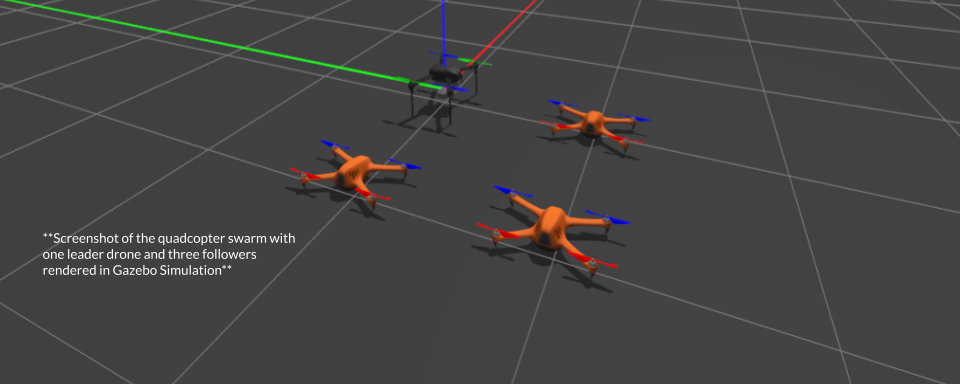 **Screenshot of the quadcopter swarm with
one leader drone and three followers
rendered in Gazebo Simulation**